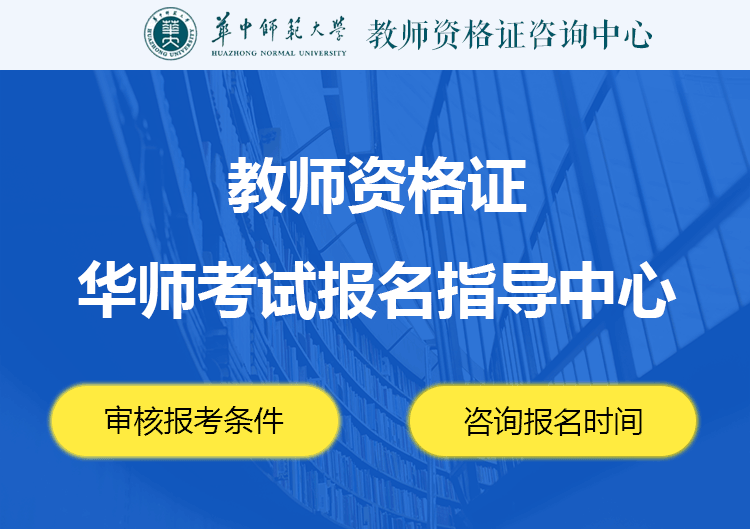 華中師範大學
HUAZHONG NORMAL UNIVERSITY
教师资格证咨询中心
教师资格证
华师考试报名指导中心
审核报考条件
咨询报名时间